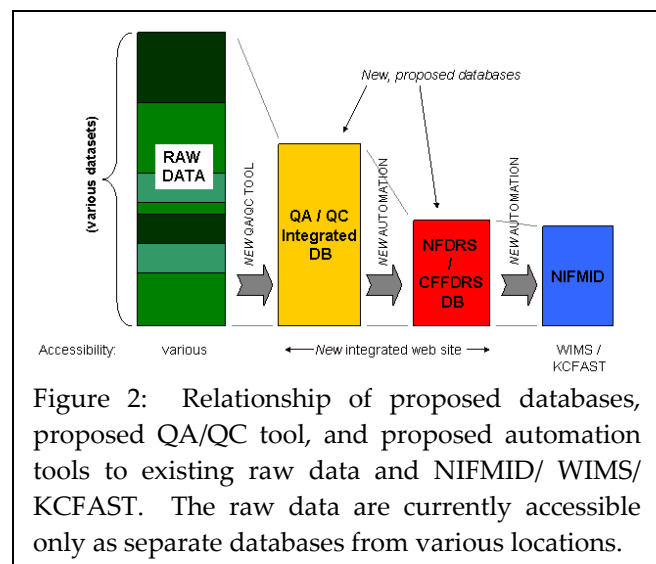 New, proposed databases
(various datasets)
RAW
DATA
NEW QA/QC TOOL
QA / QC
Integrated
DB
NEW AUTOMATION
NFDRS
/
CFFDRS
DB
NEW AUTOMATION
NIFMID
Accessibility:
various
New integrated web site
WIMS /
KCFAST
Figure 2: Relationship of proposed databases,
proposed QA/QC tool, and proposed automation
tools to existing raw data and NIFMID/ WIMS/
KCFAST. The raw data are currently accessible
only as separate databases from various locations.